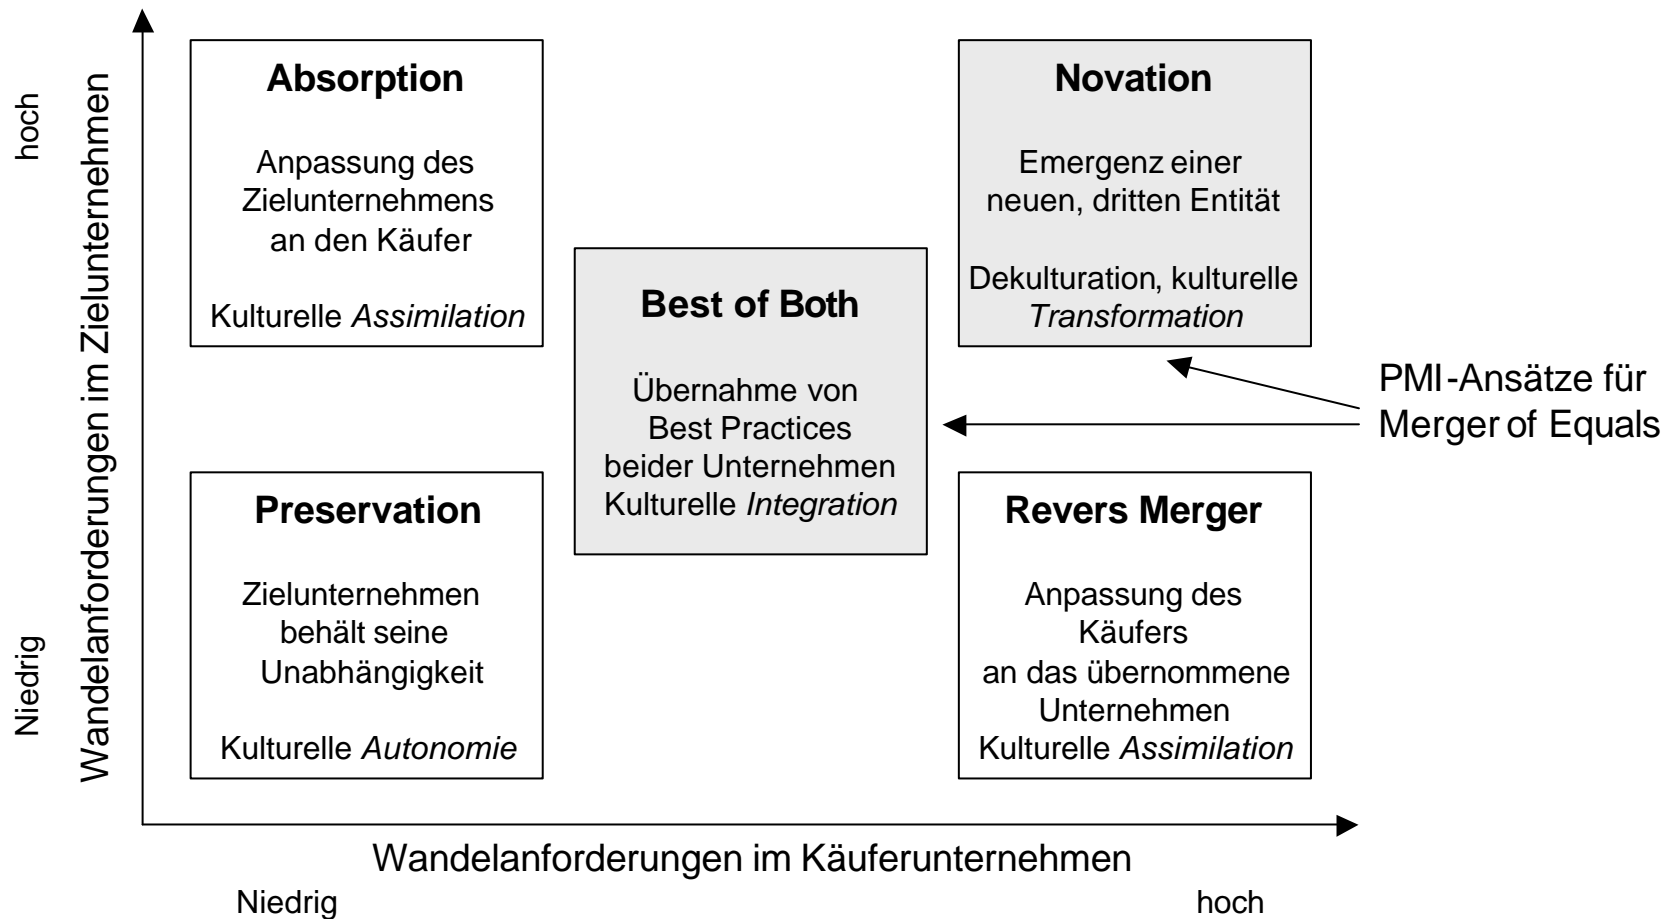 hoch
Niedrig
Wandelanforderungen im Zielunternehmen
Absorption
Anpassung des
Zielunternehmens
an den Käufer
Kulturelle Assimilation
Novation
Emergenz einer
neuen, dritten Entität
Dekulturation, kulturelle
Transformation
Best of Both
Übernahme von
Best Practices
beider Unternehmen
Kulturelle Integration
PMI-Ansätze für
Merger of Equals
Preservation
Zielunternehmen
behält seine
Unabhängigkeit
Kulturelle Autonomie
Revers Merger
Anpassung des
Käufers
an das übernommene
Unternehmen
Kulturelle Assimilation
Wandelanforderungen im Käuferunternehmen
Niedrig
hoch